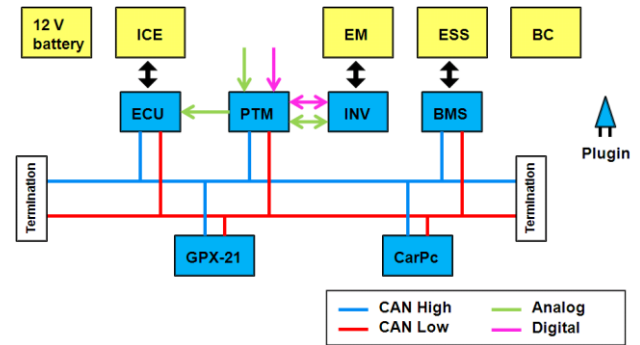 12 V
battery
ICE
EM
ESS
BC
ECU
PTM
INV
BMS
Plugin
Termination
Termination
GPX-21
CarPc
CAN High
Analog
CAN Low
Digital